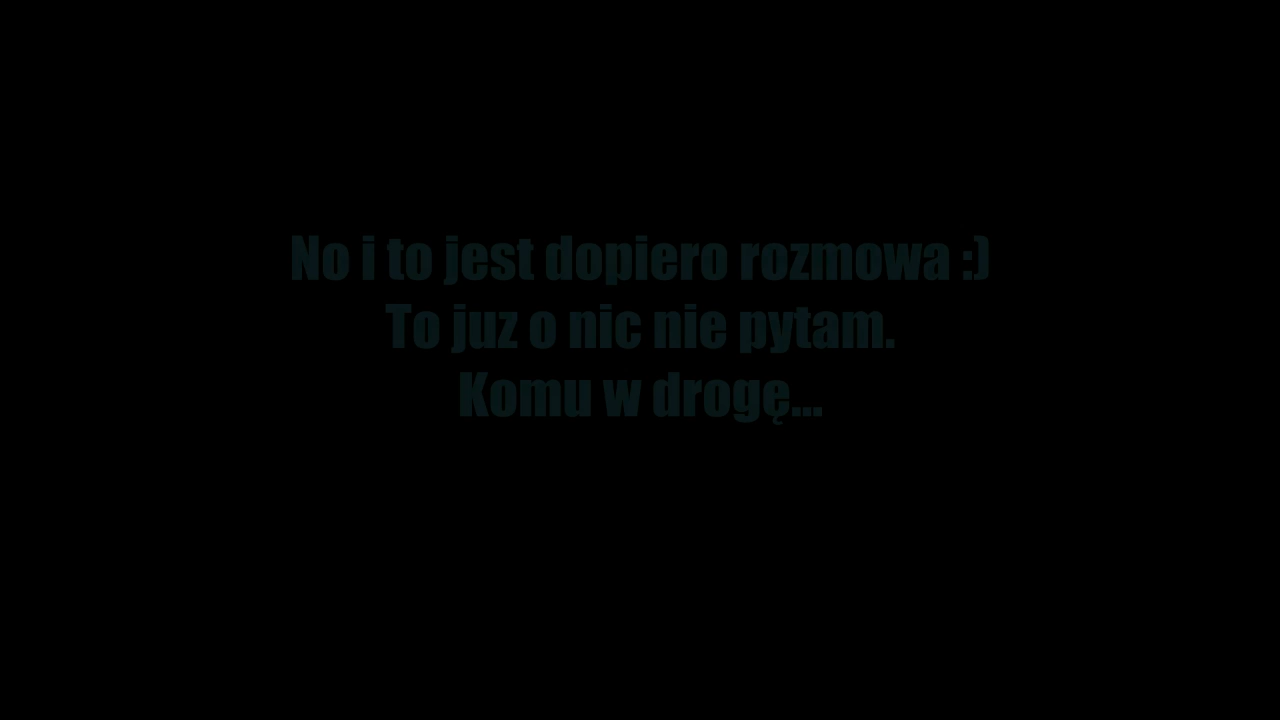 No i to jest dopiero rozmowa :)
To juz o nic nie pytam.
Komu w drogę...